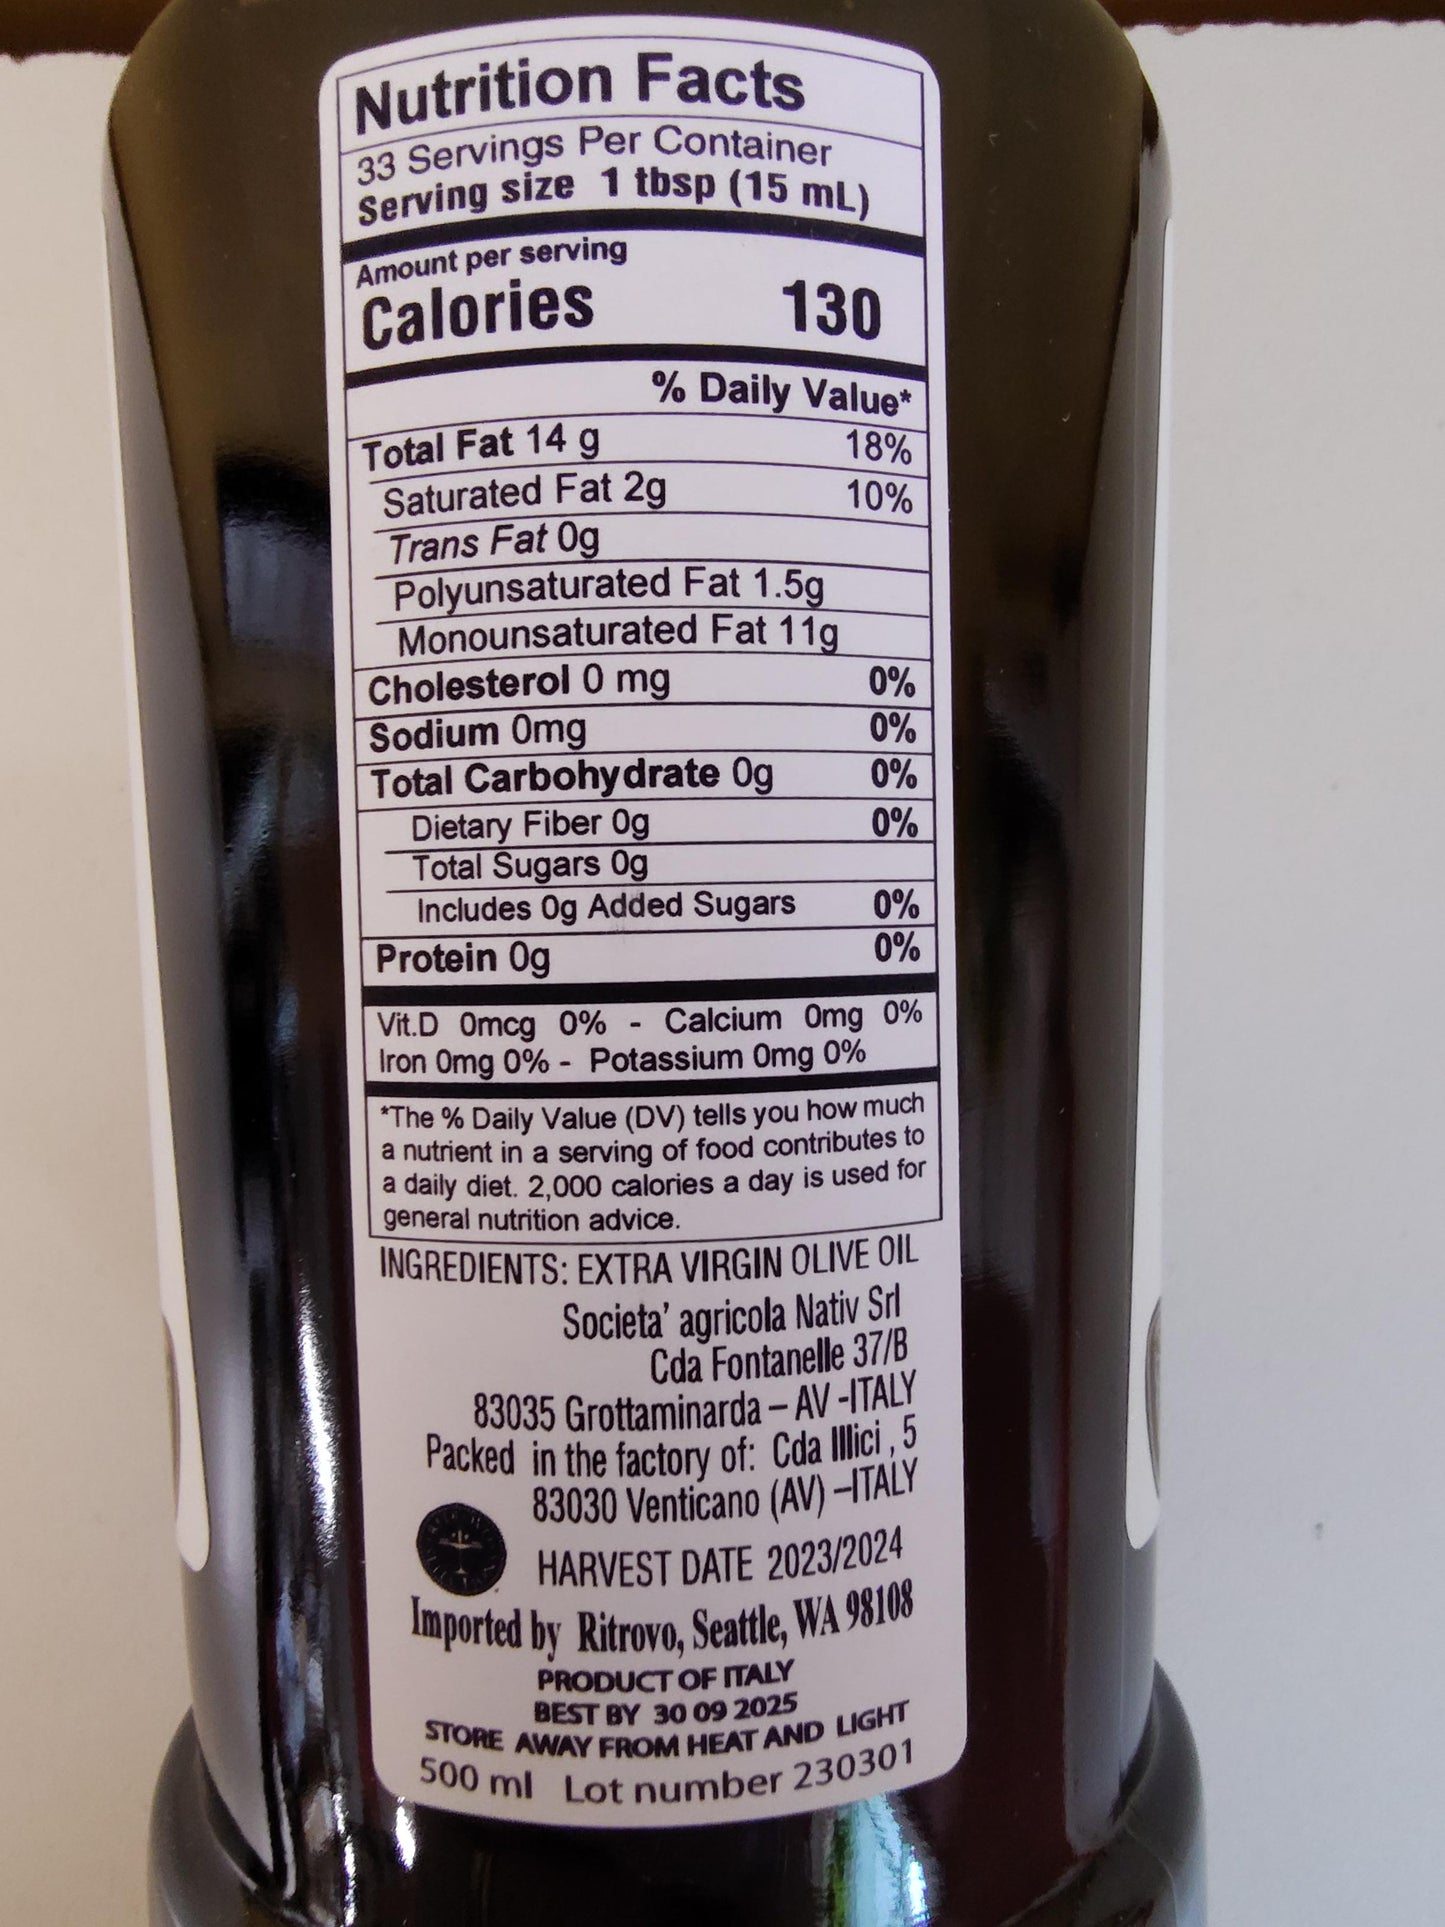 Nutrition Facts
33 Servings Per Container
Serving size 1 tbsp (15 mL)
Amount per serving
Calories 130
% Daily Value*
Total Fat 14 g 18%
Saturated Fat 2g 10%
Trans Fat 0g
Polyunsaturated Fat 1.5g
Monounsaturated Fat 11g
Cholesterol 0 mg 0%
Sodium 0mg 0%
Total Carbohydrate 0g 0%
Dietary Fiber 0g 0%
Total Sugars 0g
Includes 0g Added Sugars 0%
Protein 0g 0%
Vit.D 0mcg 0% - Calcium 0mg 0%
Iron 0mg 0% - Potassium 0mg 0%
*The % Daily Value (DV) tells you how much
a nutrient in a serving of food contributes to
a daily diet. 2,000 calories a day is used for
general nutrition advice.
INGREDIENTS: EXTRA VIRGIN OLIVE OIL
Societa' agricola Nativ Srl
Cda Fontanelle 37/B
83035 Grottaminarda – AV -ITALY
Packed in the factory of: Cda Illici , 5
83030 Venticano (AV) –ITALY
HARVEST DATE 2023/2024
Imported by Ritrovo, Seattle, WA 98108
PRODUCT OF ITALY
BEST BY 30 09 2025
STORE AWAY FROM HEAT AND LIGHT
500 ml Lot number 230301